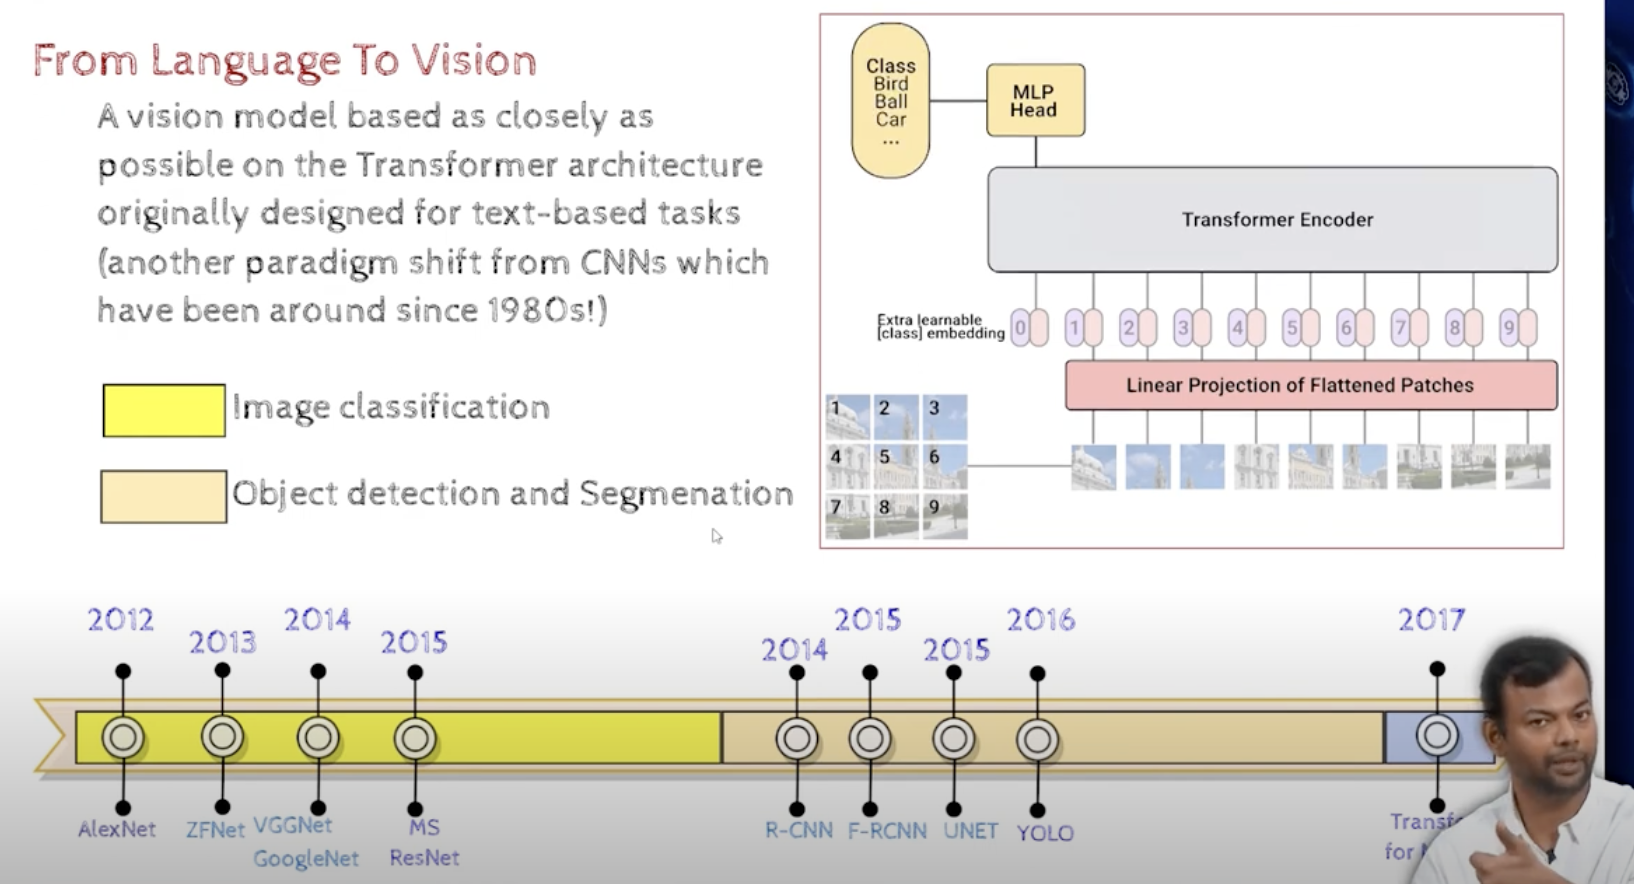 From Language To Vision
A vision model based as closely as
possible on the Transformer architecture
originally designed for text-based tasks
(another paradigm shift from CNNs which
have been around since 1980s!)
Image classification
Object detection and Segmenation
Class
Bird
Ball
Car
...
MLP
Head
Transformer Encoder
Extra learnable
[class] embedding
0 1 2 3 4 5 6 7 8 9
Linear Projection of Flattened Patches
1 2 3
4 5 6
7 8 9
2012
2013
2014
2015
2014
2015
2015
2016
2017
AlexNet
ZFNet
VGGNet
GoogleNet
MS
ResNet
R-CNN
F-RCNN
UNET
YOLO
for